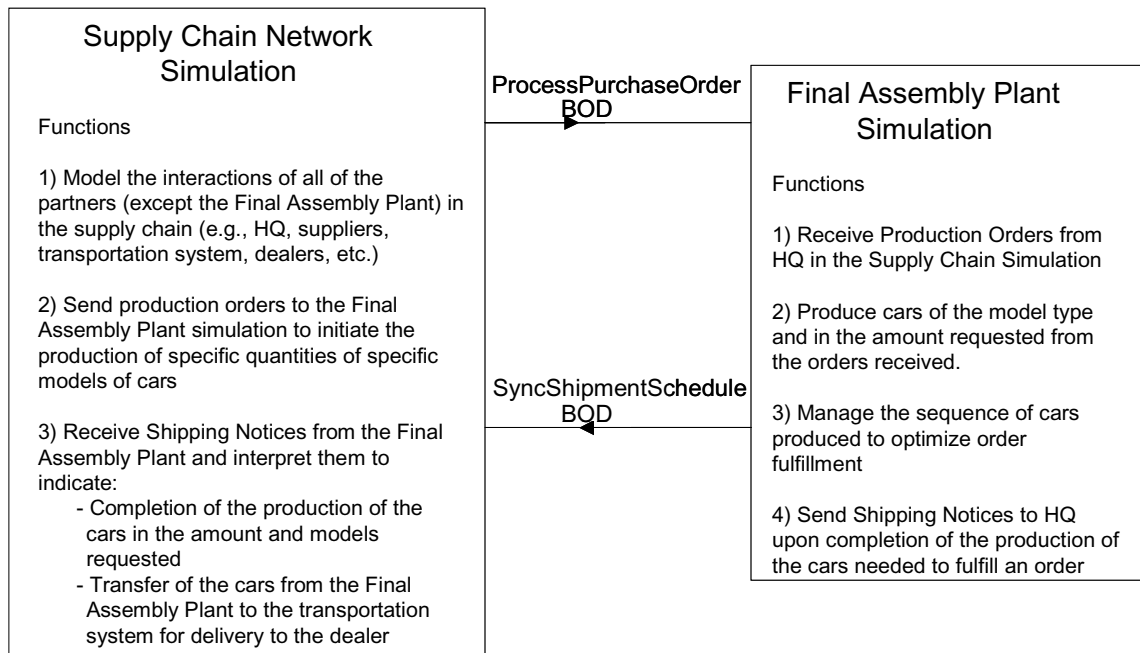 Supply Chain Network
Simulation
Functions
1) Model the interactions of all of the
partners (except the Final Assembly Plant) in
the supply chain (e.g., HQ, suppliers,
transportation system, dealers, etc.)
2) Send production orders to the Final
Assembly Plant simulation to initiate the
production of specific quantities of specific
models of cars
3) Receive Shipping Notices from the Final
Assembly Plant and interpret them to
indicate:
- Completion of the production of the
cars in the amount and models
requested
- Transfer of the cars from the Final
Assembly Plant to the transportation
system for delivery to the dealer
ProcessPurchaseOrder
BOD
SyncShipmentSchedule
BOD
Final Assembly Plant
Simulation
Functions
1) Receive Production Orders from
HQ in the Supply Chain Simulation
2) Produce cars of the model type
and in the amount requested from
the orders received.
3) Manage the sequence of cars
produced to optimize order
fulfillment
4) Send Shipping Notices to HQ
upon completion of the production of
the cars needed to fulfill an order